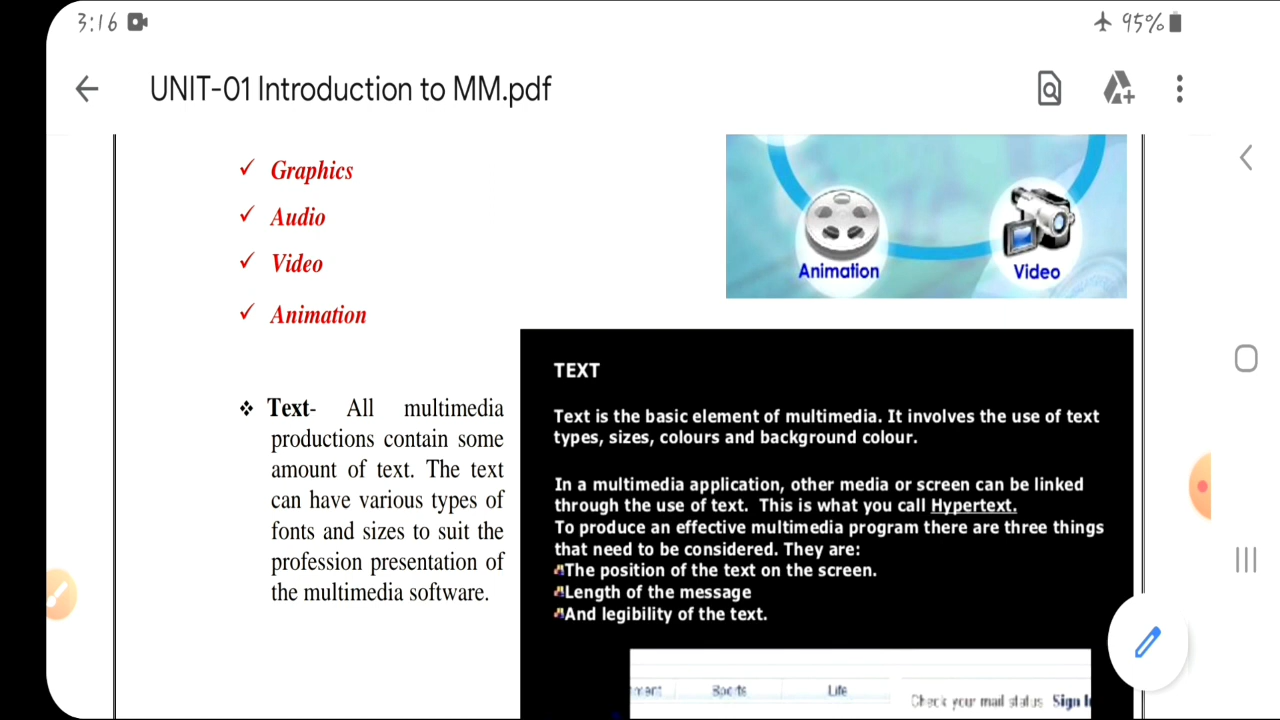 3:16 95%
UNIT-01 Introduction to MM.pdf
✓ Graphics
✓ Audio
✓ Video
✓ Animation
Animation Video
❖ Text- All multimedia
productions contain some
amount of text. The text
can have various types of
fonts and sizes to suit the
profession presentation of
the multimedia software.
TEXT
Text is the basic element of multimedia. It involves the use of text
types, sizes, colours and background colour.
In a multimedia application, other media or screen can be linked
through the use of text. This is what you call Hypertext.
To produce an effective multimedia program there are three things
that need to be considered. They are:
The position of the text on the screen.
Length of the message
And legibility of the text.
Sports Life Check your mail status Sign